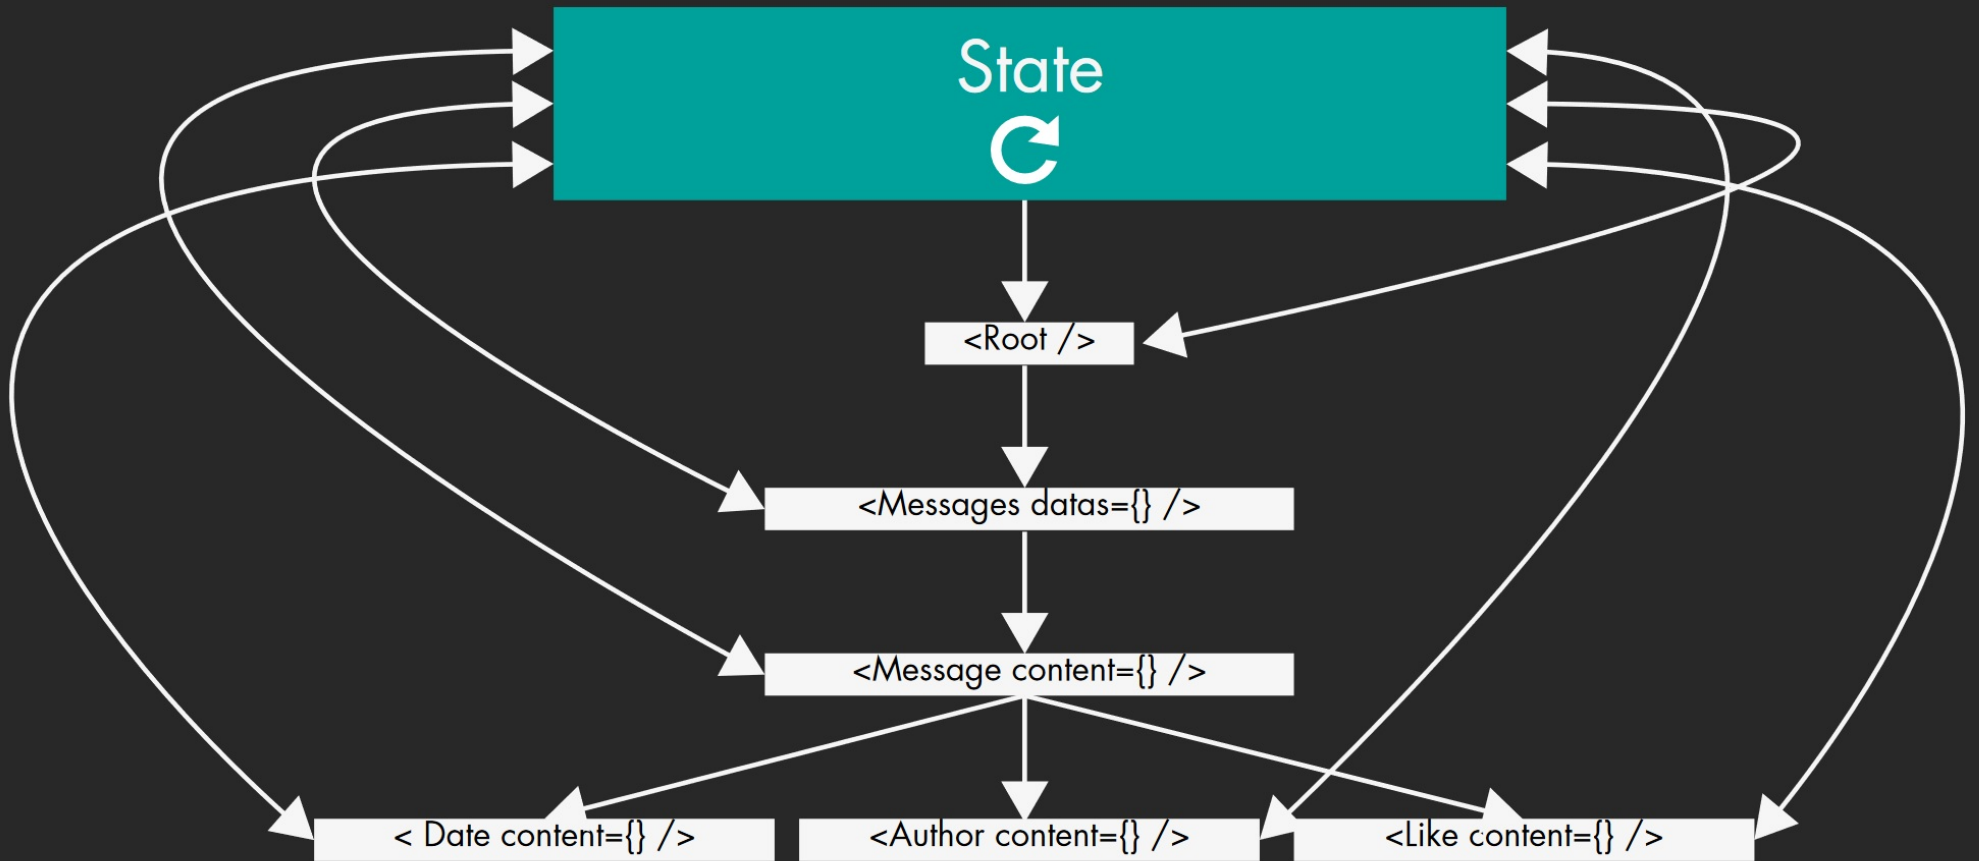 State
<Root />
<Messages datas={} />
<Message content={} />
< Date content={} />
<Author content={} />
<Like content={} />